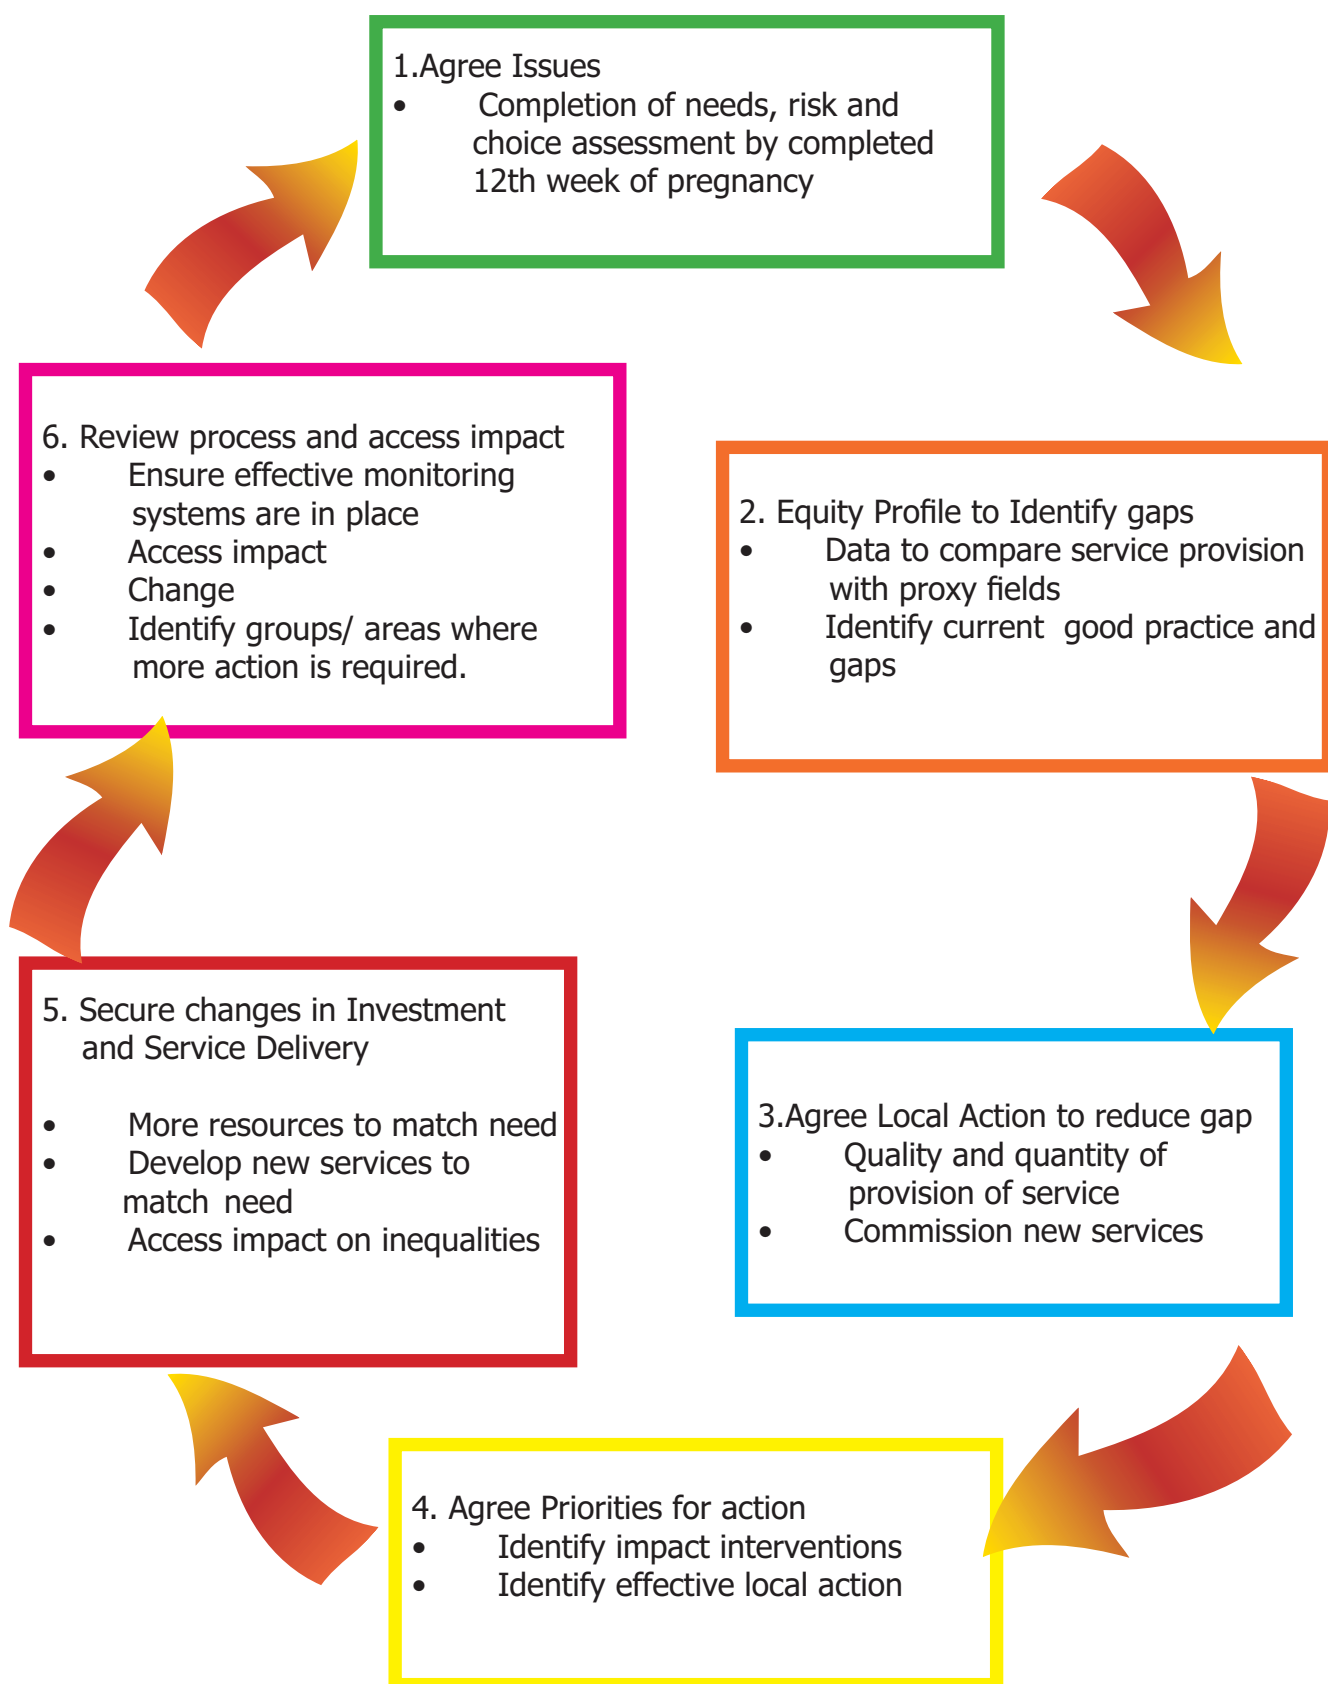 1.Agree Issues
• Completion of needs, risk and
choice assessment by completed
12th week of pregnancy
2. Equity Profile to Identify gaps
• Data to compare service provision
with proxy fields
• Identify current good practice and
gaps
3.Agree Local Action to reduce gap
• Quality and quantity of
provision of service
• Commission new services
4. Agree Priorities for action
• Identify impact interventions
• Identify effective local action
5. Secure changes in Investment
and Service Delivery
• More resources to match need
• Develop new services to
match need
• Access impact on inequalities
6. Review process and access impact
• Ensure effective monitoring
systems are in place
• Access impact
• Change
• Identify groups/ areas where
more action is required.